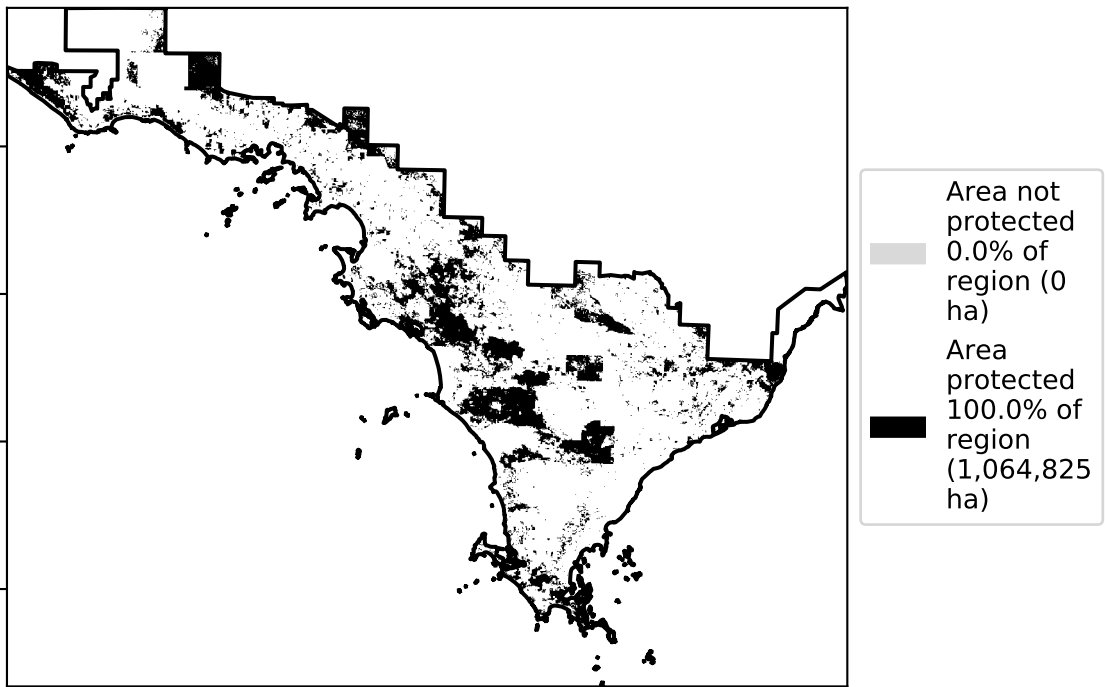 Area not
protected
0.0% of
region (0
ha)
Area
protected
100.0% of
region
(1,064,825
ha)